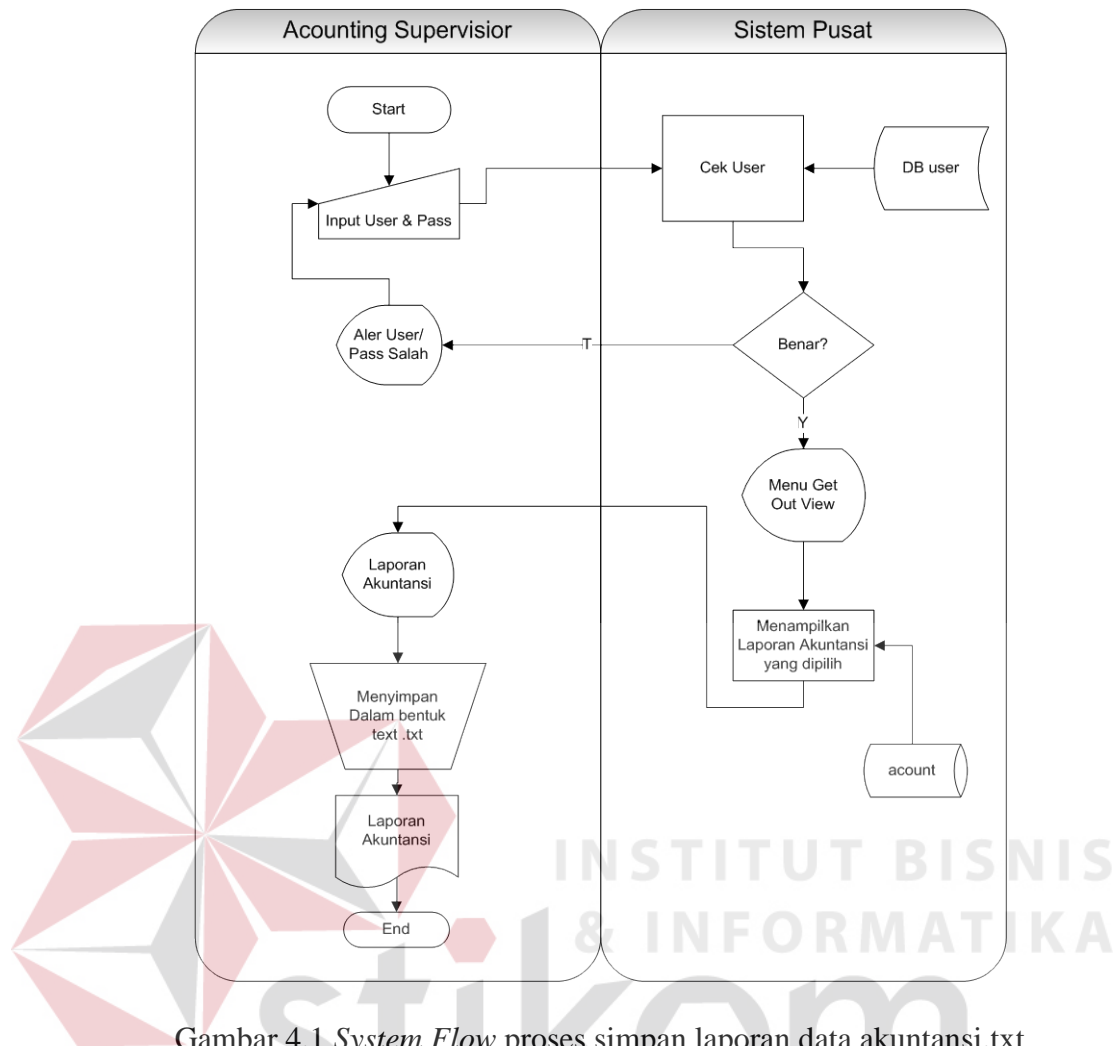 Acounting Supervisior
Sistem Pusat
Start
Cek User
DB user
Input User & Pass
Aler User/
Pass Salah
T
Benar?
Y
Menu Get
Out View
Laporan
Akuntansi
Menampilkan
Laporan Akuntansi
yang dipilih
Menyimpan
Dalam bentuk
text .txt
acount
Laporan
Akuntansi
End
INSTITUT BISNIS
& INFORMATIKA
stikom
Gambar 4.1 System Flow proses simpan laporan data akuntansi txt